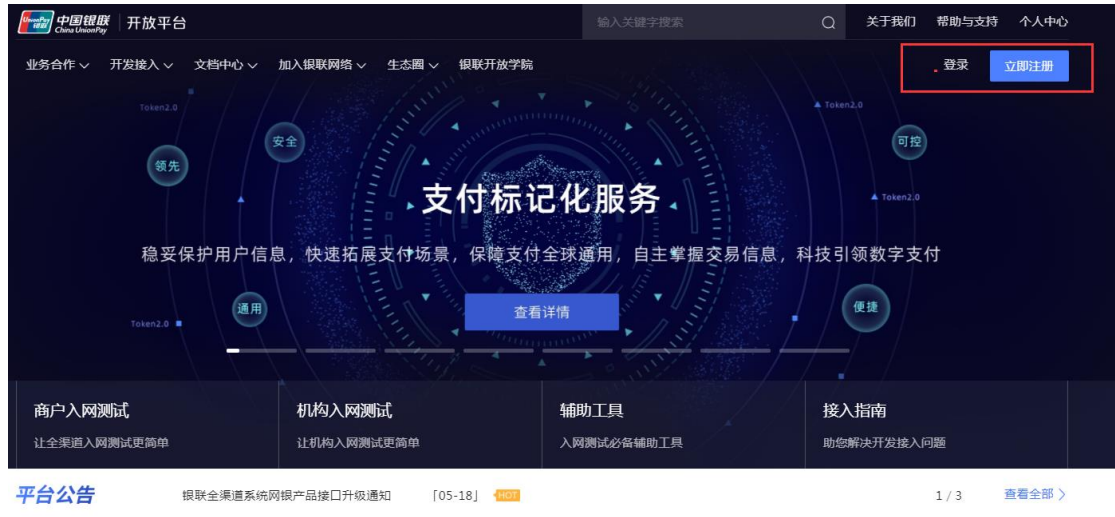 UnionPay 银联 中国银联 China UnionPay 开放平台 输入关键字搜索 关于我们 帮助与支持 个人中心
业务合作 开发接入 文档中心 加入银联网络 生态圈 银联开放学院 登录 立即注册
Token2.0 Token2.0
安全 可控
领先
Token2.0
支付标记化服务
稳妥保护用户信息，快速拓展支付场景，保障支付全球通用，自主掌握交易信息，科技引领数字支付
通用 查看详情 便捷
Token2.0
商户入网测试 机构入网测试 辅助工具 接入指南
让全渠道入网测试更简单 让机构入网测试更简单 入网测试必备辅助工具 助您解决开发接入问题
平台公告 银联全渠道系统网银产品接口升级通知 「05-18」 HOT 1 / 3 查看全部 〉